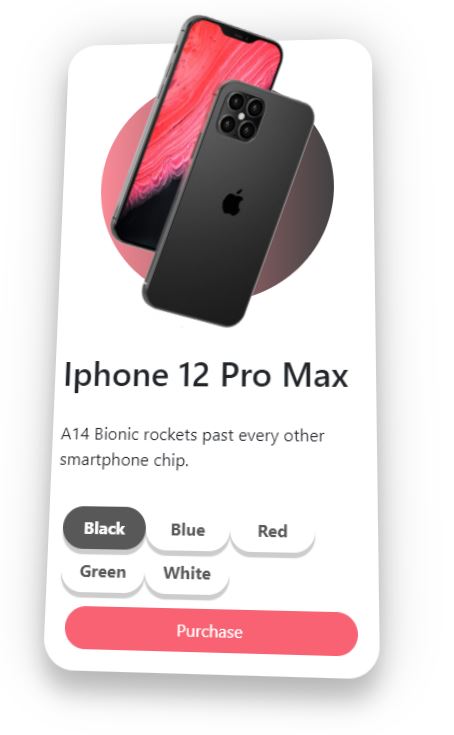 Iphone 12 Pro Max
A14 Bionic rockets past every other
smartphone chip.
Black Blue Red
Green White
Purchase